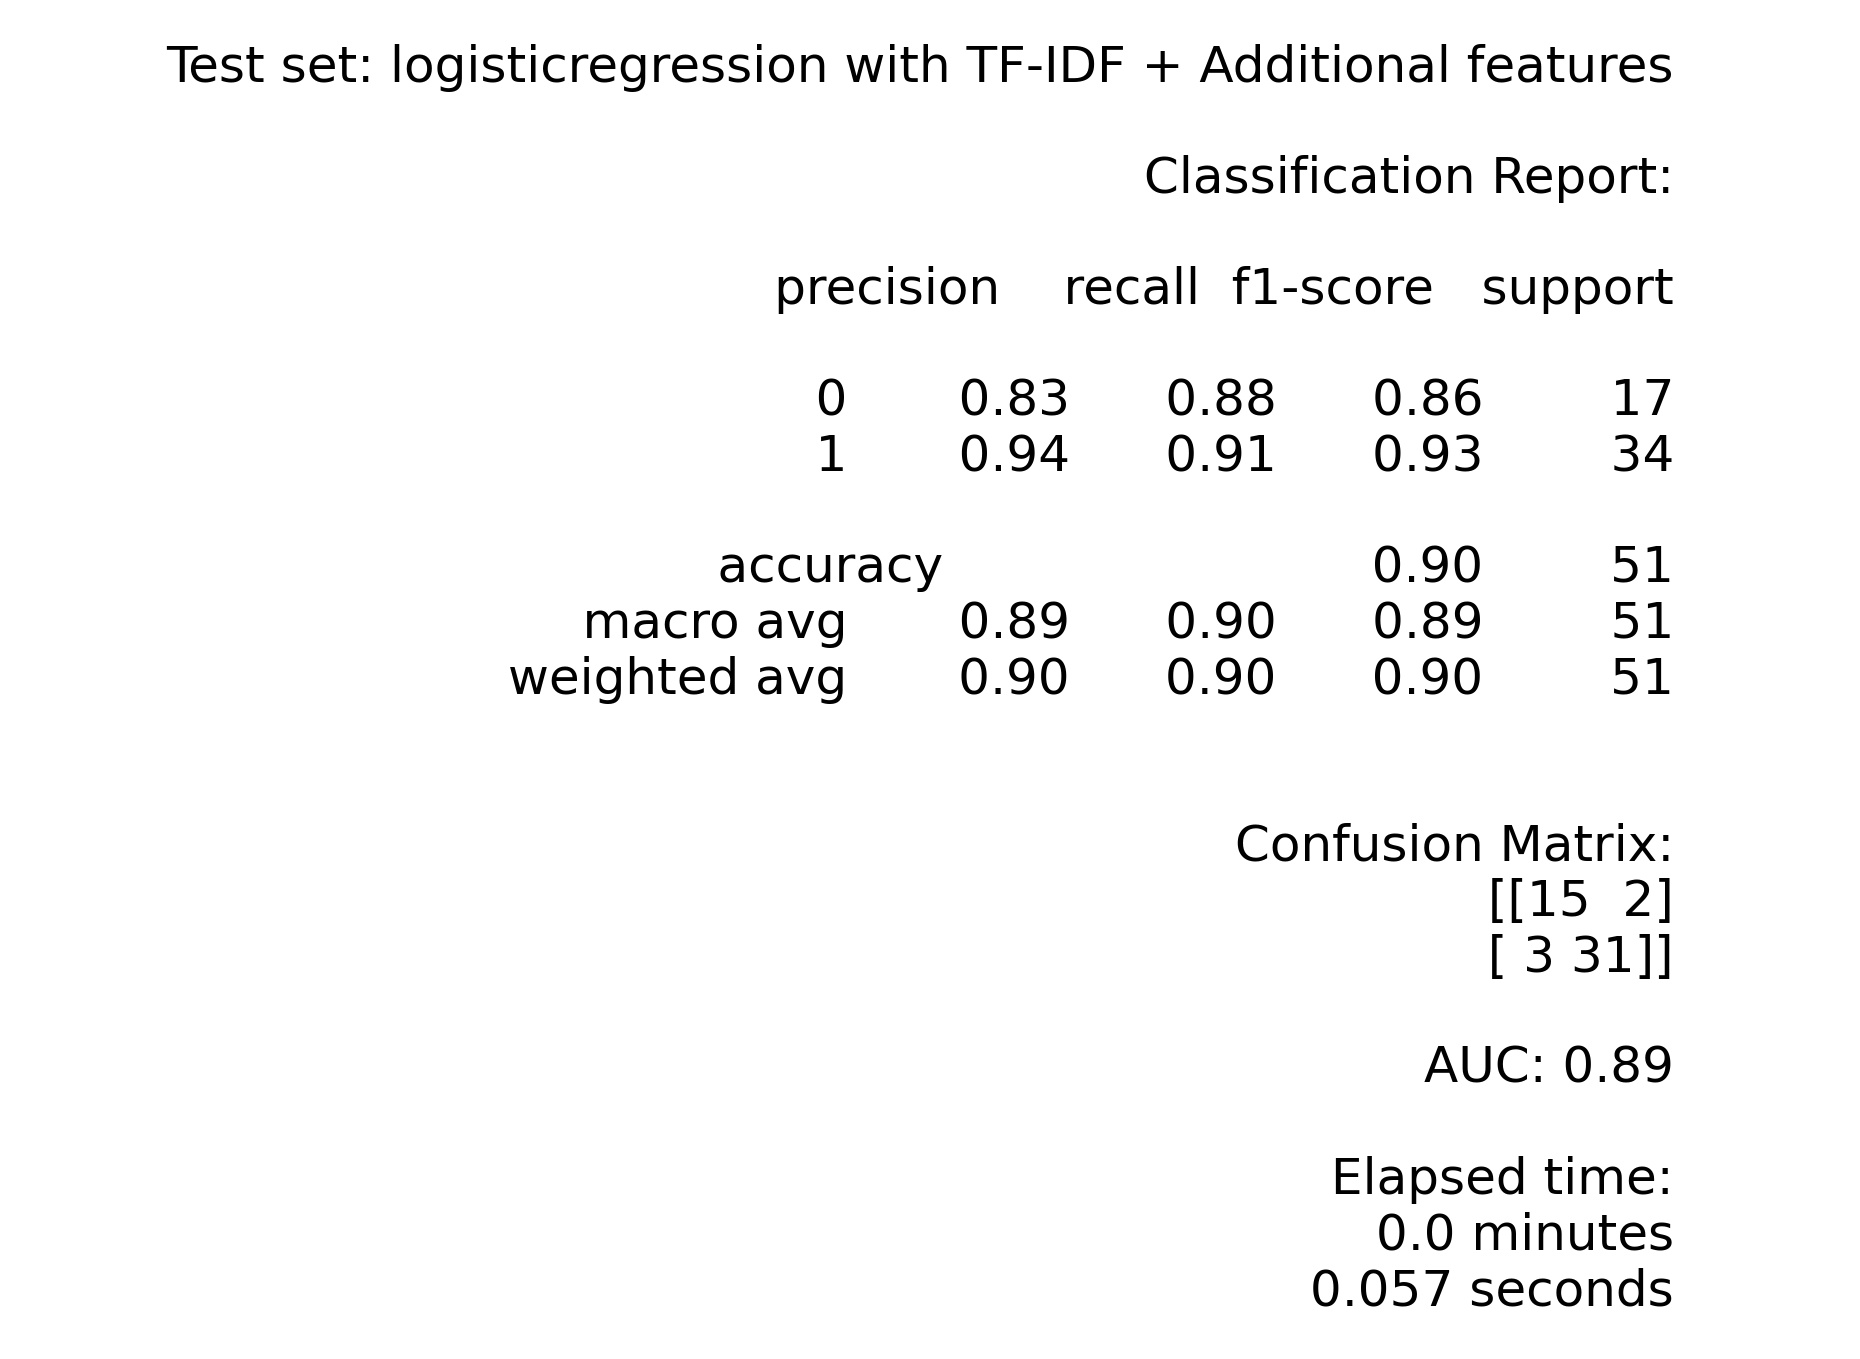 Test set: logisticregression with TF-IDF + Additional features
Classification Report:
precision    recall  f1-score   support
0       0.83      0.88      0.86        17
1       0.94      0.91      0.93        34
accuracy                           0.90        51
macro avg       0.89      0.90      0.89        51
weighted avg       0.90      0.90      0.90        51
Confusion Matrix:
[[15  2]
[ 3 31]]
AUC: 0.89
Elapsed time:
0.0 minutes
0.057 seconds